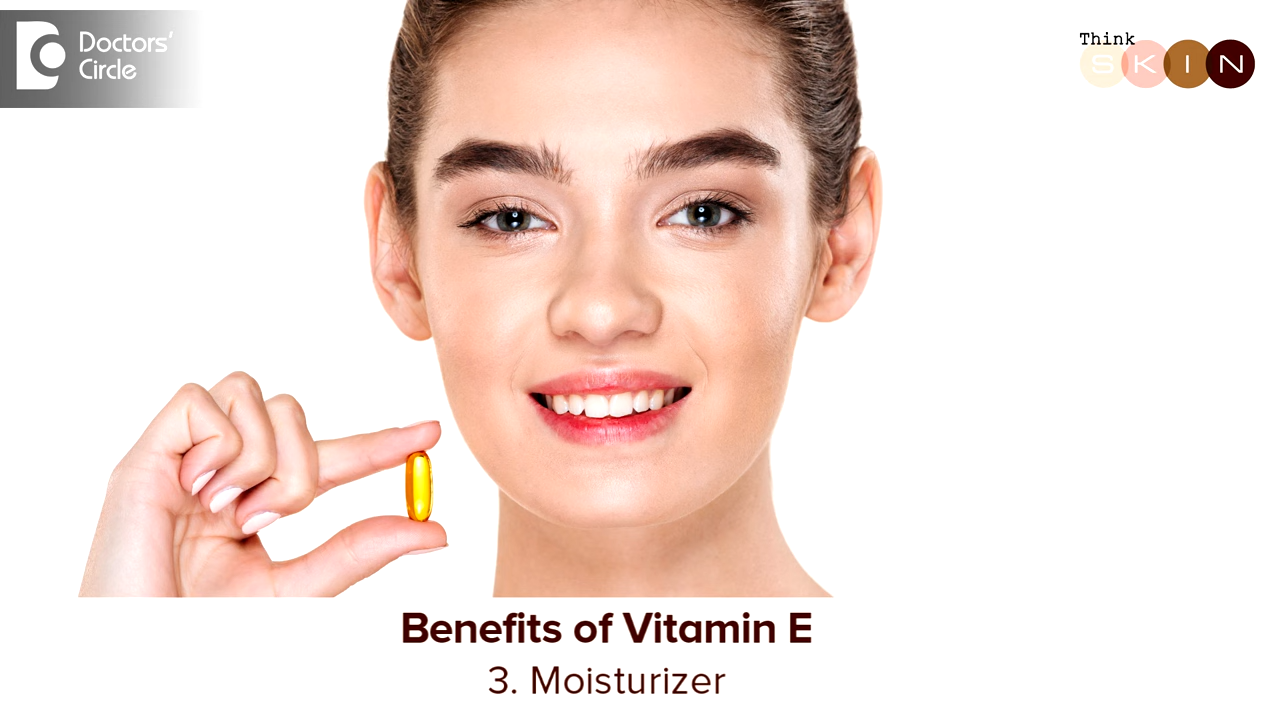 Doctors'
Circle
Think
SKIN
Benefits of Vitamin E
3. Moisturizer